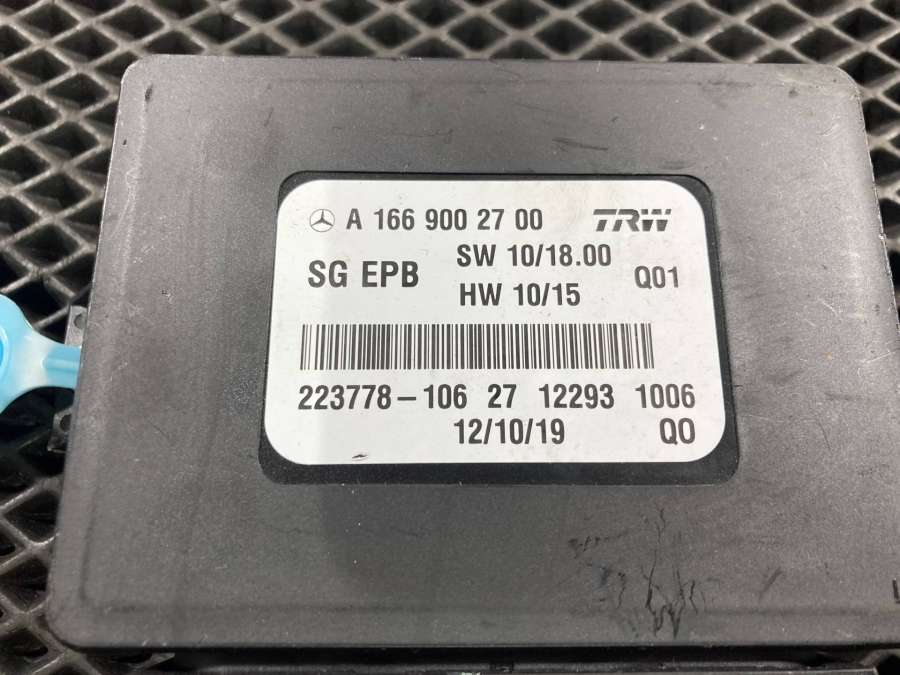 A 166 900 27 00 TRW
SG EPB SW 10/18.00 Q01
HW 10/15
223778-106 27 12293 1006
12/10/19 Q0